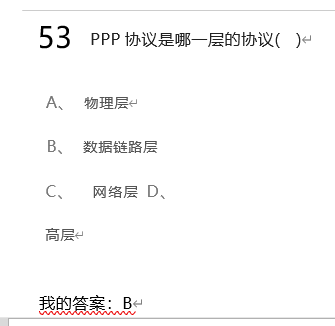 53 PPP 协议是哪一层的协议( )
A、 物理层
B、 数据链路层
C、 网络层 D、
高层
我的答案：B